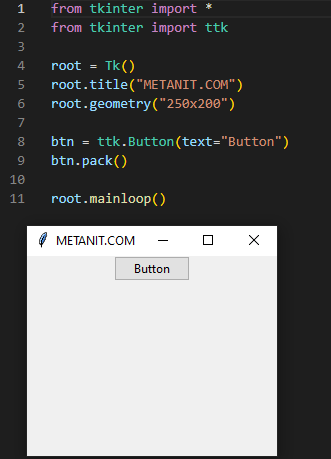 1 from tkinter import *
2 from tkinter import ttk
3
4 root = Tk()
5 root.title("METANIT.COM")
6 root.geometry("250x200")
7
8 btn = ttk.Button(text="Button")
9 btn.pack()
10
11 root.mainloop()
METANIT.COM
Button